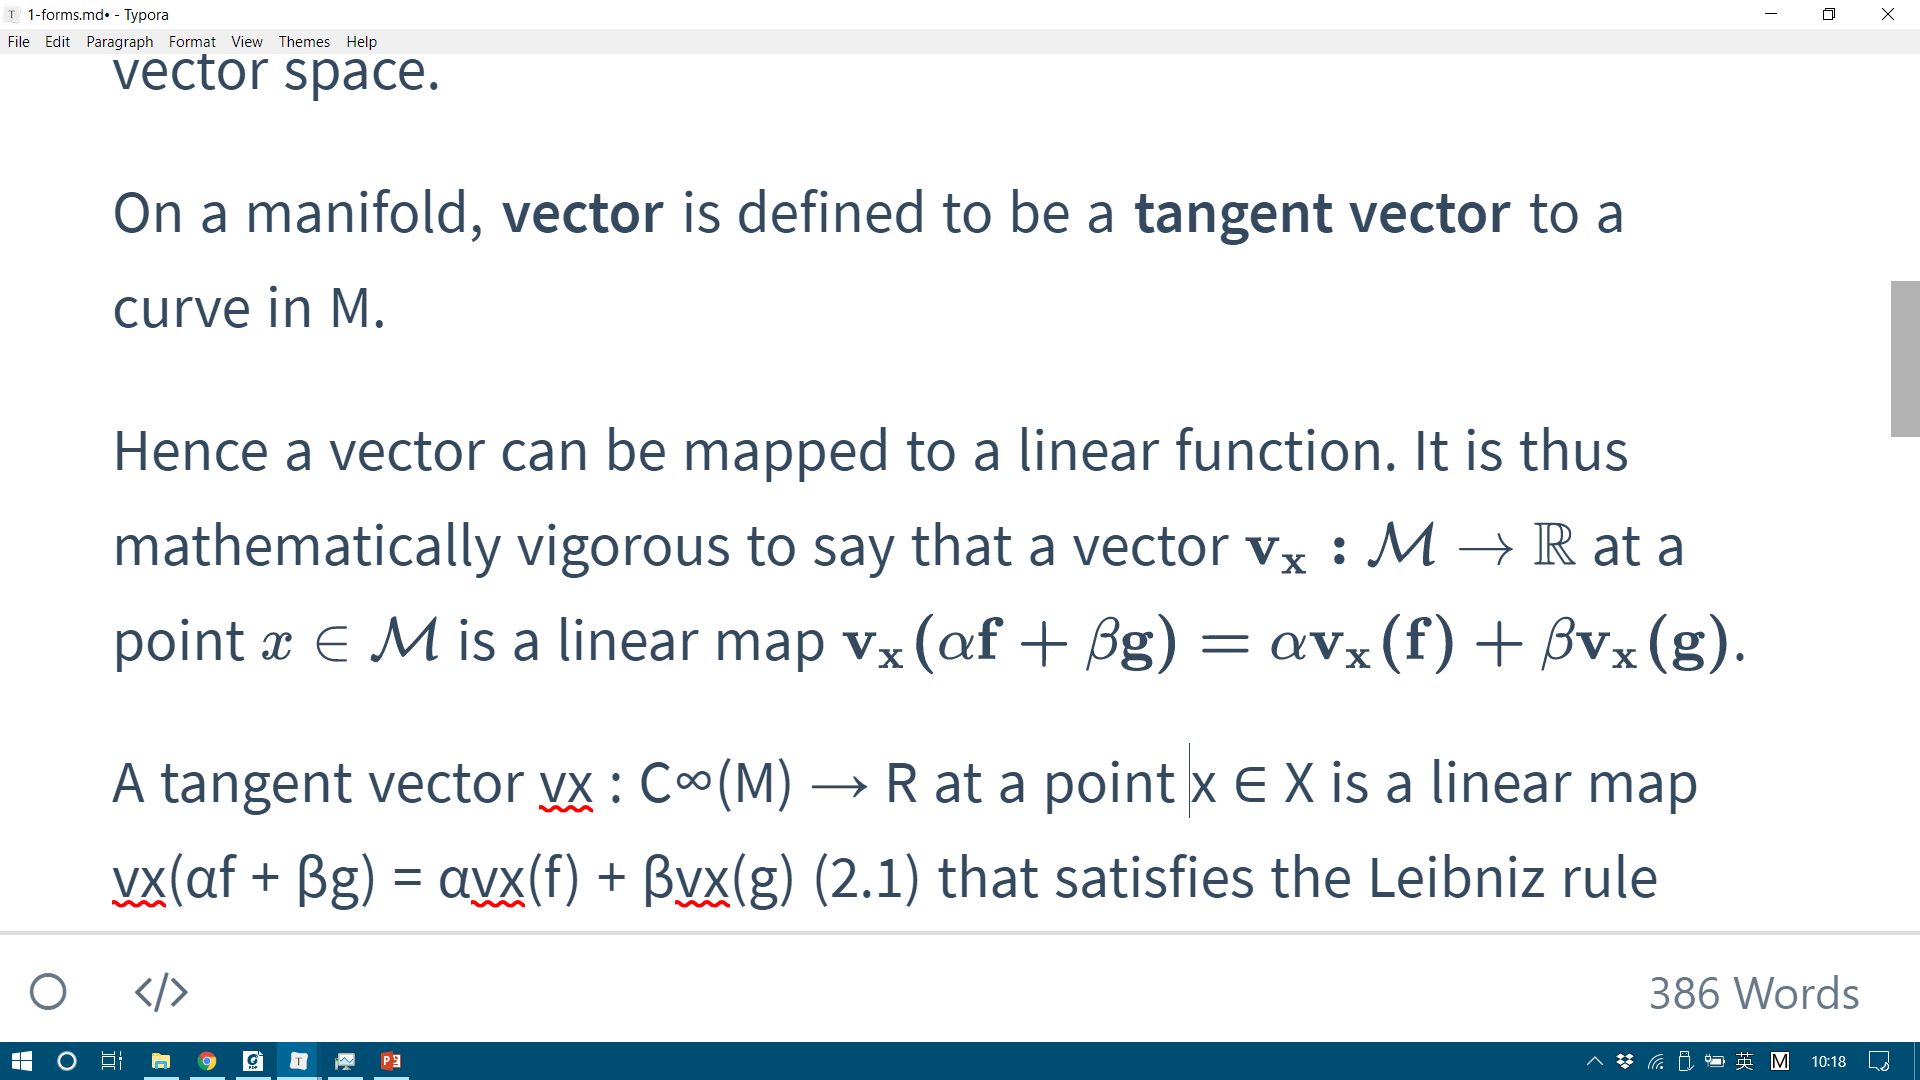 1-forms.md• - Typora
File Edit Paragraph Format View Themes Help
vector space.
On a manifold, vector is defined to be a tangent vector to a
curve in M.
Hence a vector can be mapped to a linear function. It is thus
mathematically vigorous to say that a vector 𝐯ₓ : ℳ → ℝ at a
point x ∈ ℳ is a linear map 𝐯ₓ(α𝐟 + β𝐠) = α𝐯ₓ(𝐟) + β𝐯ₓ(𝐠).
A tangent vector vx : C∞(M) → R at a point x ∈ X is a linear map
vx(αf + βg) = αvx(f) + βvx(g) (2.1) that satisfies the Leibniz rule
</> 386 Words
英 M 10:18